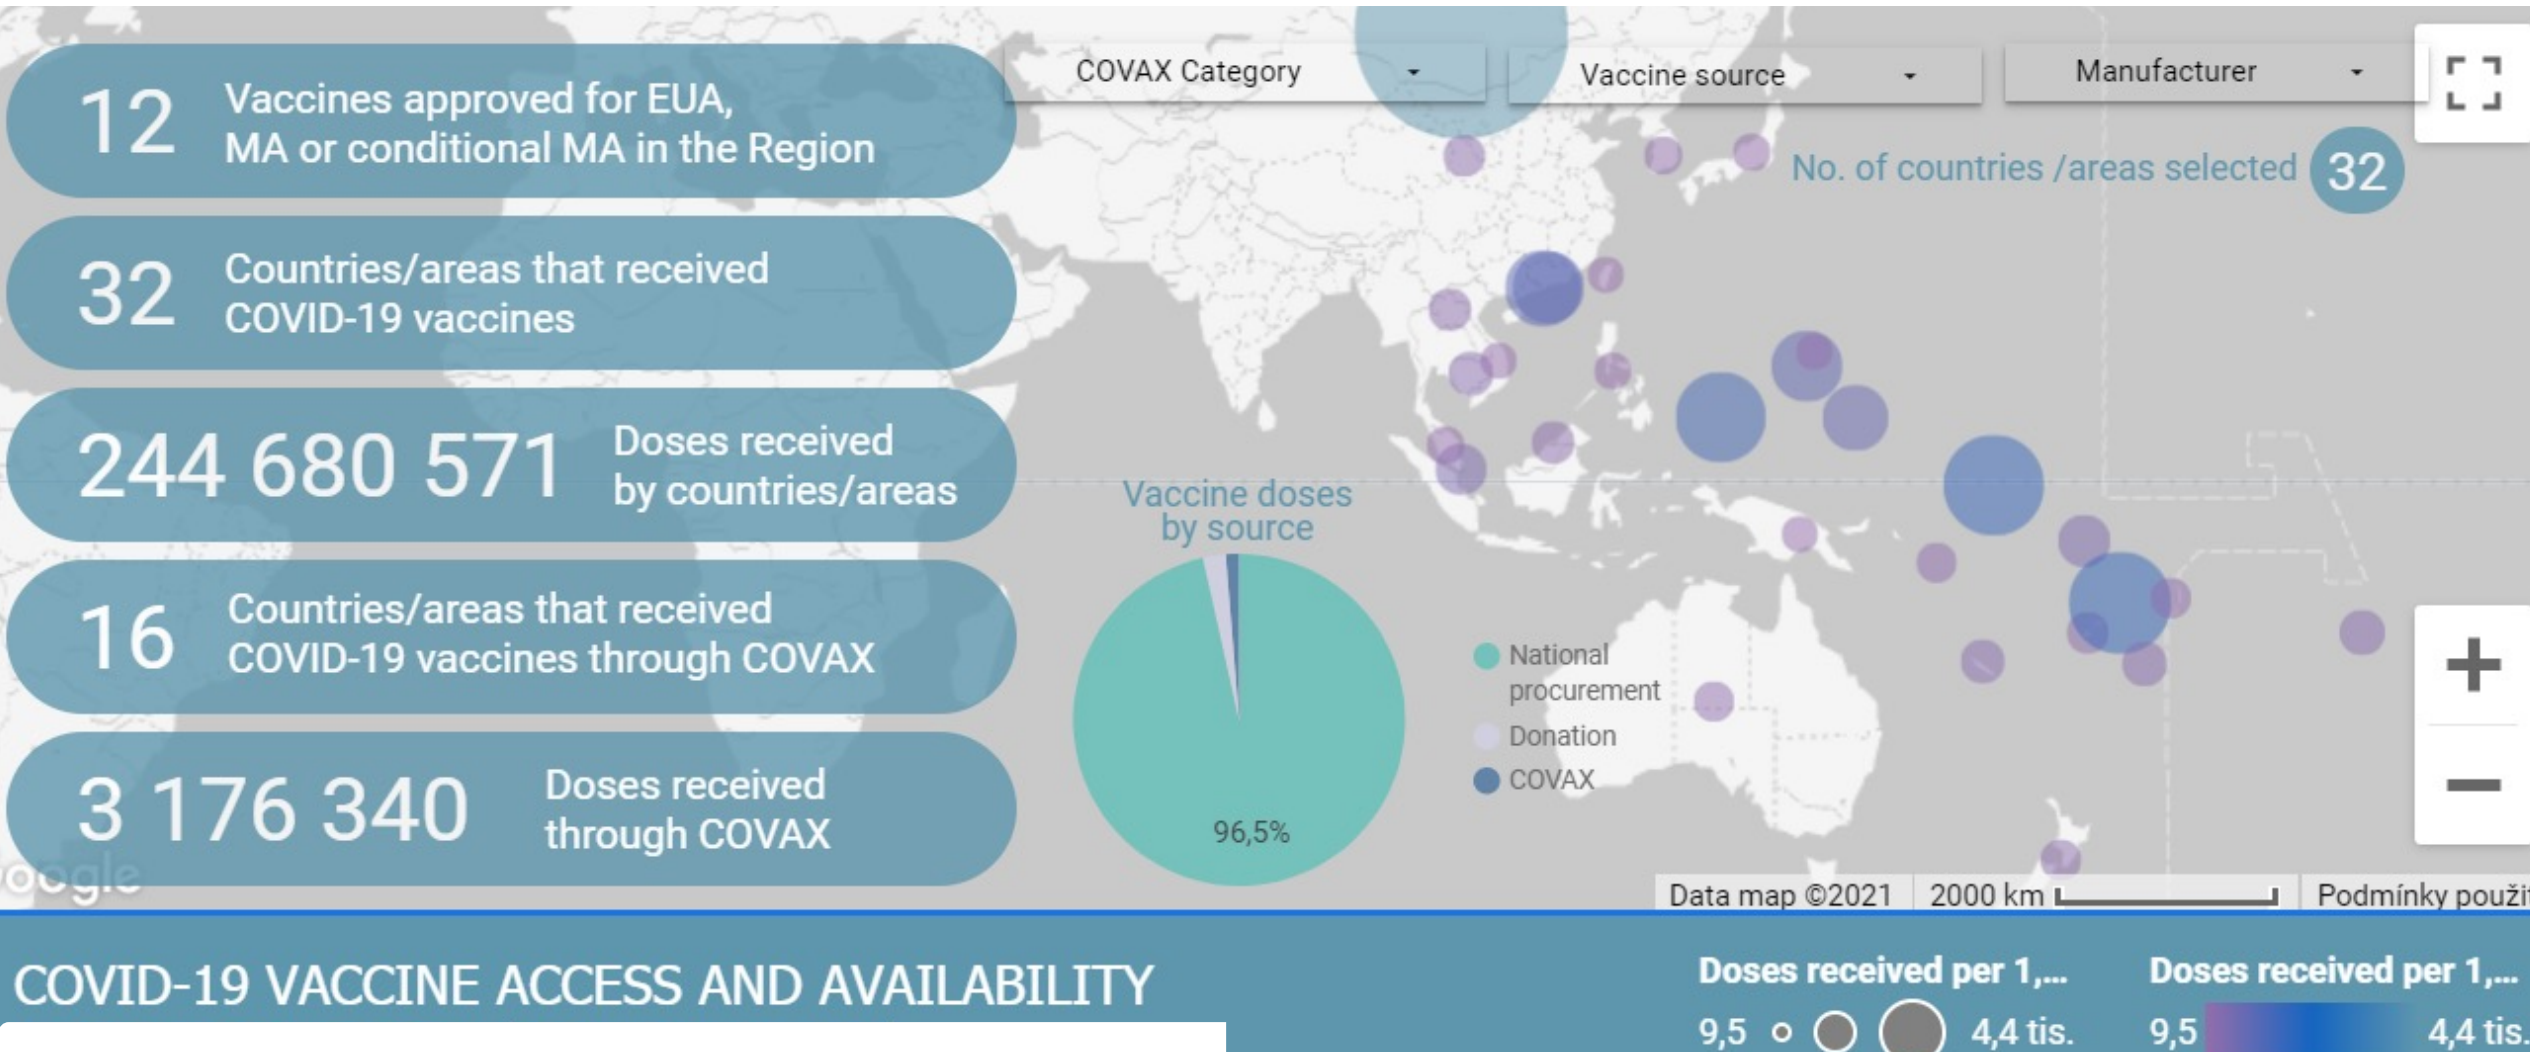 COVAX Category
Vaccine source
Manufacturer
12
Vaccines approved for EUA,
MA or conditional MA in the Region
No. of countries /areas selected
32
32
Countries/areas that received
COVID-19 vaccines
244 680 571
Doses received
by countries/areas
16
Countries/areas that received
COVID-19 vaccines through COVAX
3 176 340
Doses received
through COVAX
Vaccine doses
by source
96,5%
National
procurement
Donation
COVAX
oogle
Data map ©2021
2000 km
Podmínky použit
COVID-19 VACCINE ACCESS AND AVAILABILITY
Doses received per 1,...
9,5
4,4 tis.
Doses received per 1,...
9,5
4,4 tis.